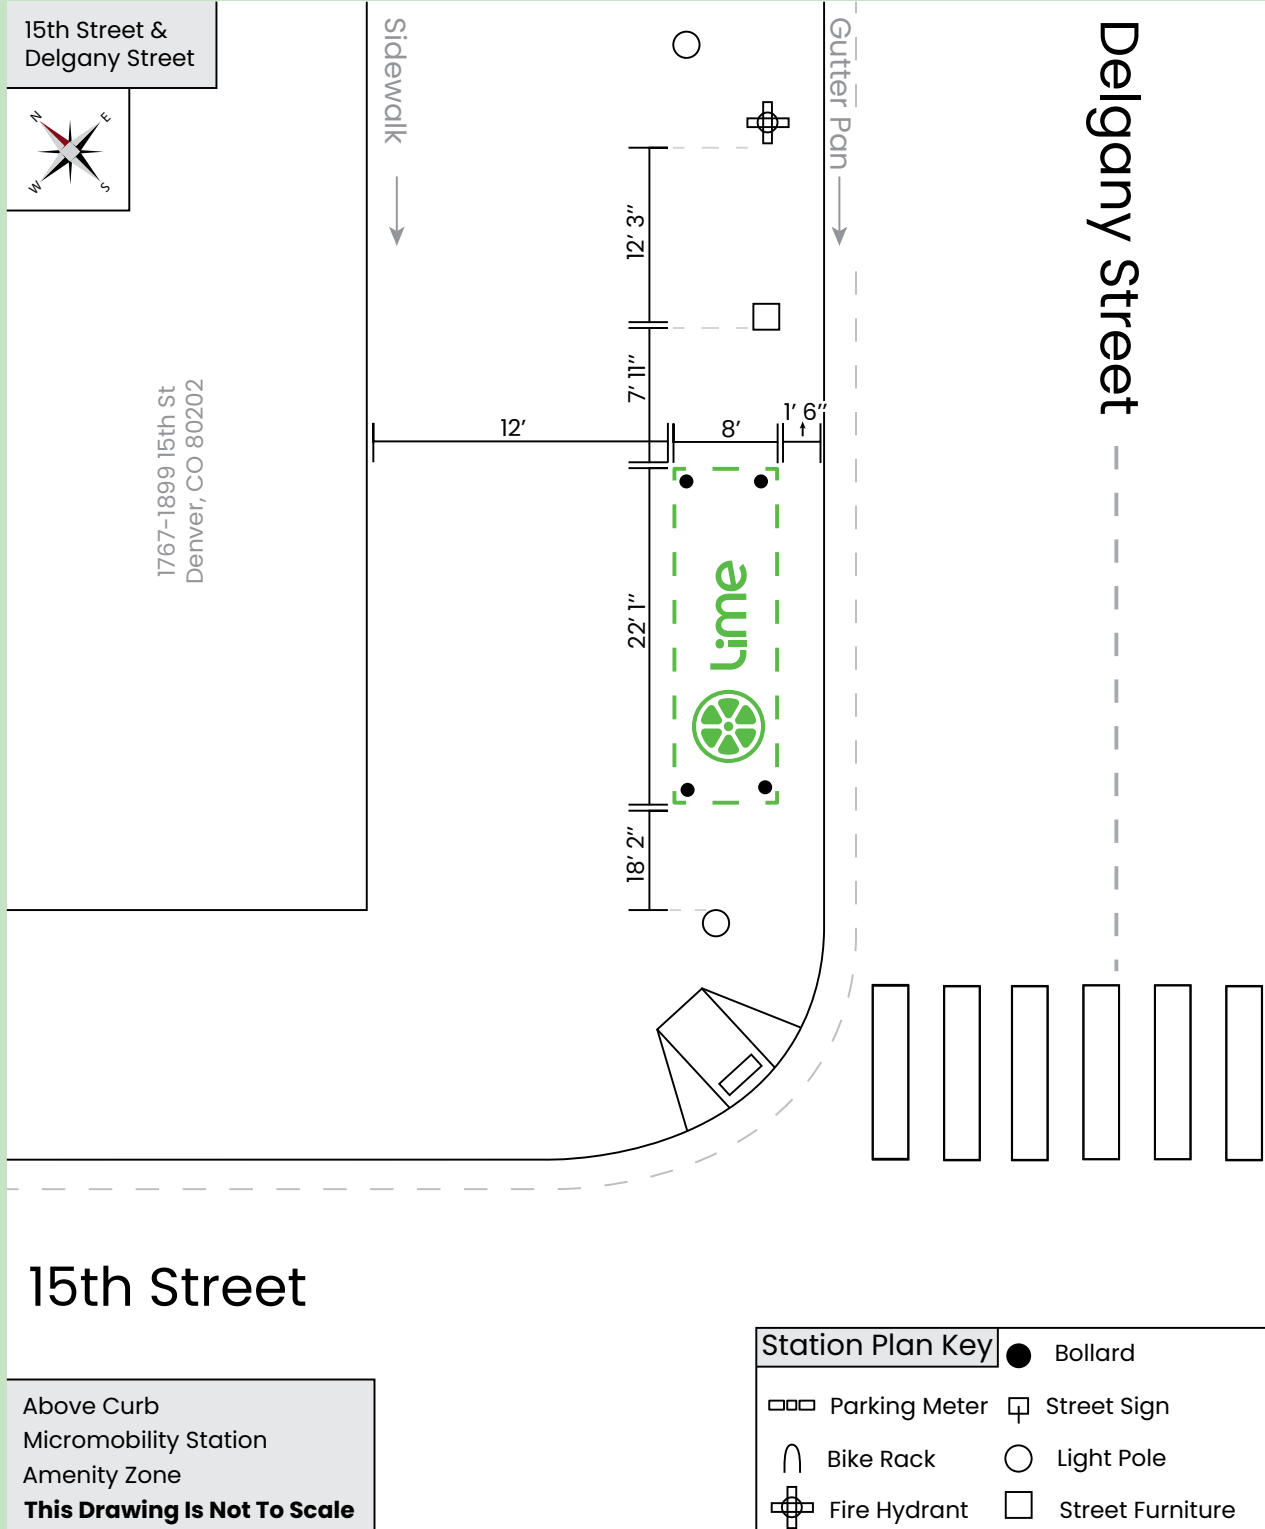 15th Street &
Delgany Street
N
E
W
S
Sidewalk
Gutter Pan
Delgany Street
12’ 3”
7’ 11”
12’
8’
1’ 6”
1767-1899 15th St
Denver, CO 80202
22’ 1”
Lime
18’ 2”
15th Street
Above Curb
Micromobility Station
Amenity Zone
This Drawing Is Not To Scale
Station Plan Key
Bollard
Parking Meter
Street Sign
Bike Rack
Light Pole
Fire Hydrant
Street Furniture